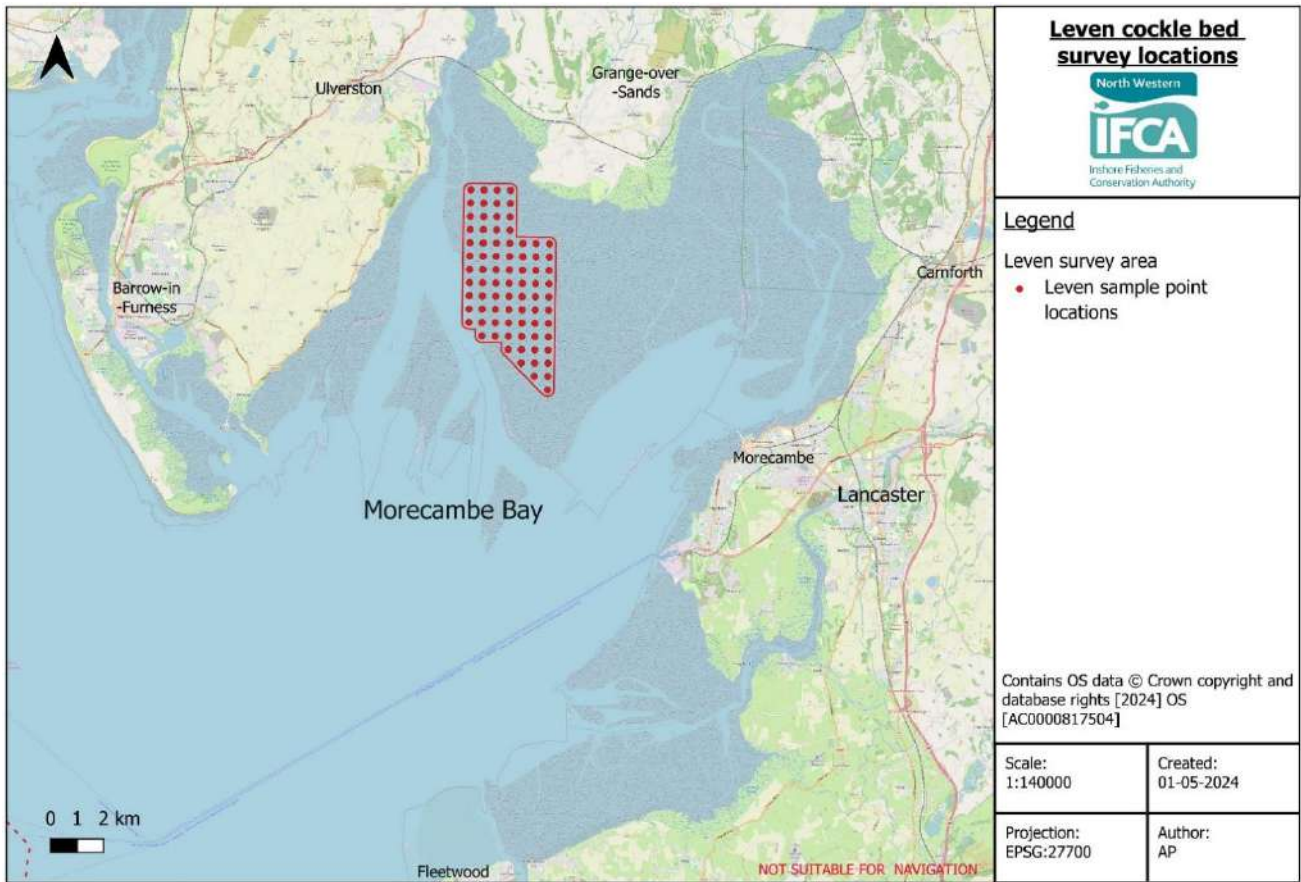 Ulverston
Grange-over
-Sands
Barrow-in
-Furness
Carnforth
Morecambe
Lancaster
Morecambe Bay
0 1 2 km
Fleetwood
NOT SUITABLE FOR NAVIGATION
Leven cockle bed
survey locations
North Western
IFCA
Inshore Fisheries and
Conservation Authority
Legend
Leven survey area
Leven sample point
locations
Contains OS data © Crown copyright and
database rights [2024] OS
[AC0000817504]
Scale:
1:140000
Created:
01-05-2024
Projection:
EPSG:27700
Author:
AP